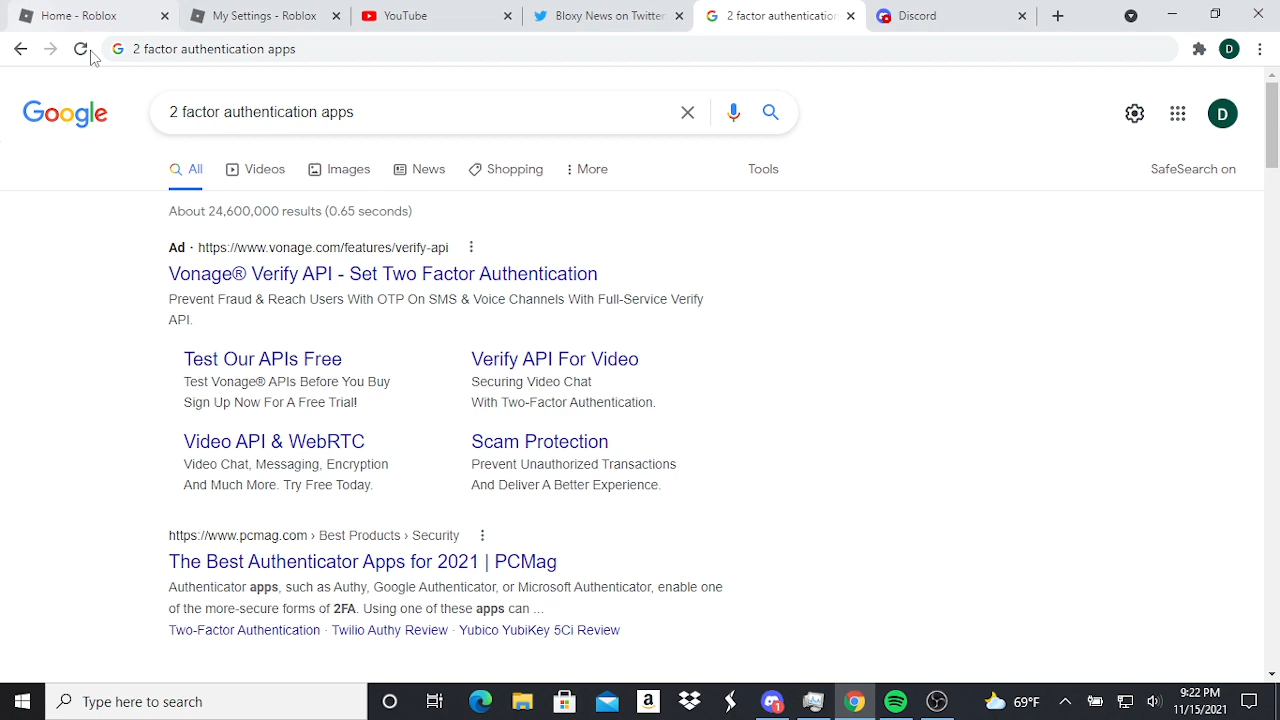 Home - Roblox
My Settings - Roblox
YouTube
Bloxy News on Twitter
2 factor authentication
Discord
D
2 factor authentication apps
Google
2 factor authentication apps
D
All
Videos
Images
News
Shopping
More
Tools
SafeSearch on
About 24,600,000 results (0.65 seconds)
Ad · https://www.vonage.com/features/verify-api
Vonage® Verify API - Set Two Factor Authentication
Prevent Fraud & Reach Users With OTP On SMS & Voice Channels With Full-Service Verify
API.
Test Our APIs Free
Test Vonage® APIs Before You Buy
Sign Up Now For A Free Trial!
Verify API For Video
Securing Video Chat
With Two-Factor Authentication.
Video API & WebRTC
Video Chat, Messaging, Encryption
And Much More. Try Free Today.
Scam Protection
Prevent Unauthorized Transactions
And Deliver A Better Experience.
https://www.pcmag.com › Best Products › Security
The Best Authenticator Apps for 2021 | PCMag
Authenticator apps, such as Authy, Google Authenticator, or Microsoft Authenticator, enable one
of the more-secure forms of 2FA. Using one of these apps can ...
Two-Factor Authentication · Twilio Authy Review · Yubico YubiKey 5Ci Review
Type here to search
a
1
69°F
9:22 PM
11/15/2021